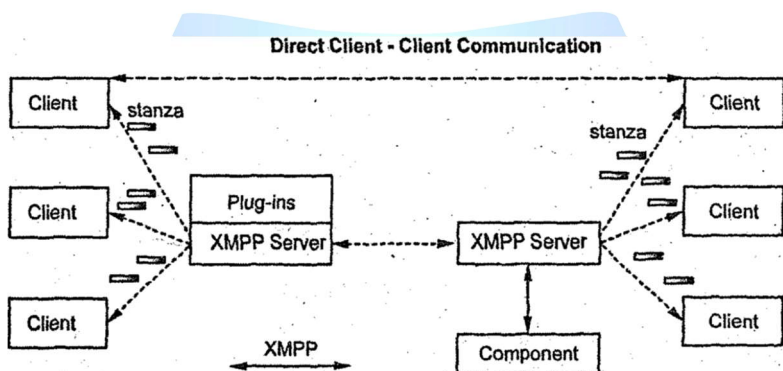 Direct Client - Client Communication
Client
Client
stanza
stanza
Plug-ins
Client
Client
XMPP Server
XMPP Server
Client
Client
XMPP
Component